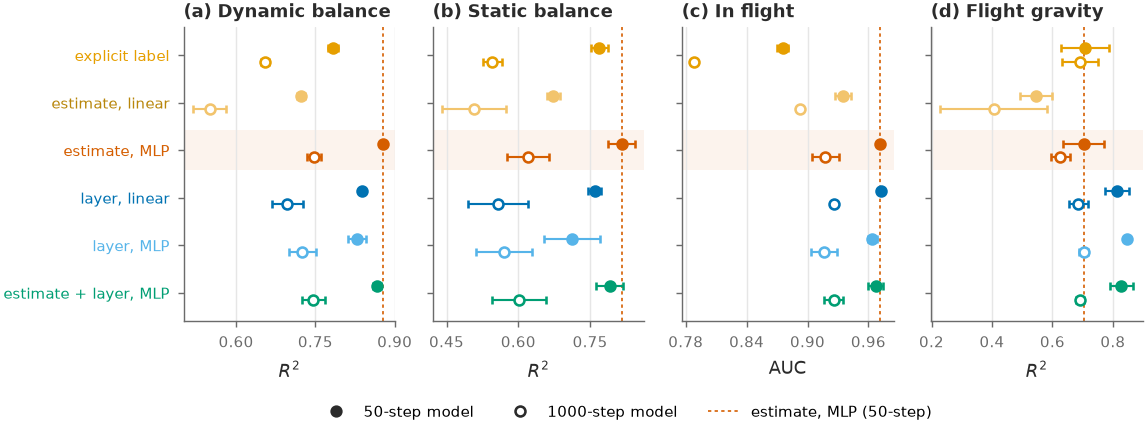 (a) Dynamic balance
(b) Static balance
(c) In flight
(d) Flight gravity
explicit label
estimate, linear
estimate, MLP
layer, linear
layer, MLP
estimate + layer, MLP
0.60 0.75 0.90
0.45 0.60 0.75
0.78 0.84 0.90 0.96
0.2 0.4 0.6 0.8
R²
R²
AUC
R²
50-step model
1000-step model
estimate, MLP (50-step)